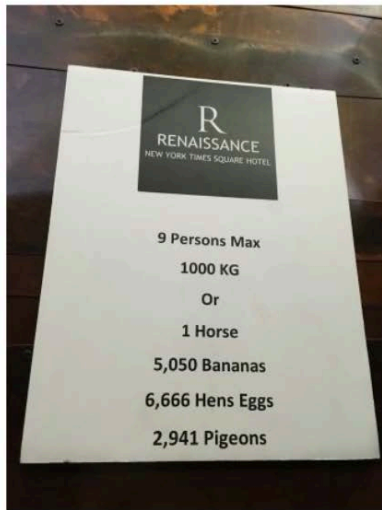 R
RENAISSANCE
NEW YORK TIMES SQUARE HOTEL
9 Persons Max
1000 KG
Or
1 Horse
5,050 Bananas
6,666 Hens Eggs
2,941 Pigeons